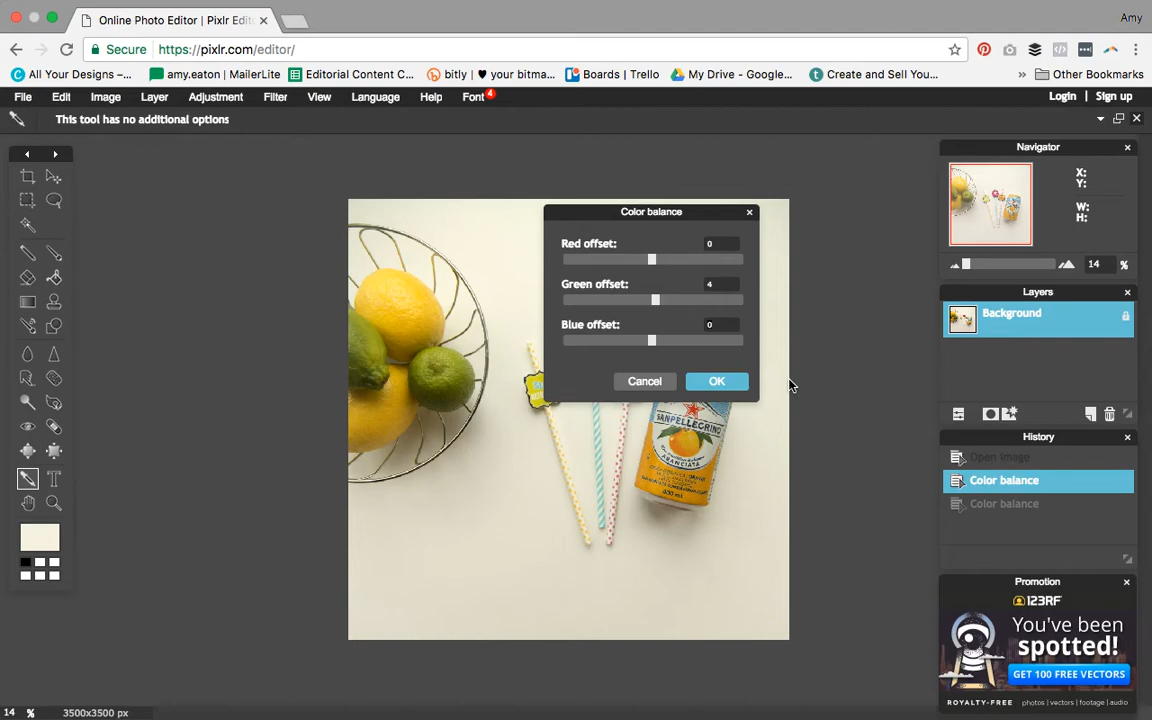 Online Photo Editor | Pixlr Edit
Amy
Secure https://pixlr.com/editor/
All Your Designs –...
amy.eaton | MailerLite
Editorial Content C...
bitly | ♥ your bitma...
Boards | Trello
My Drive - Google...
Create and Sell You...
» Other Bookmarks
File Edit Image Layer Adjustment Filter View Language Help Font 4
Login | Sign up
This tool has no additional options
Navigator
X:
Y:
W:
H:
14 %
Color balance
Red offset: 0
Green offset: 4
Blue offset: 0
Cancel OK
Layers
Background
SANPELLEGRINO
ARANCIATA
History
Open image
Color balance
Color balance
Promotion
123RF
You've been
spotted!
GET 100 FREE VECTORS
ROYALTY-FREE photos | vectors | footage | audio
14 % 3500x3500 px